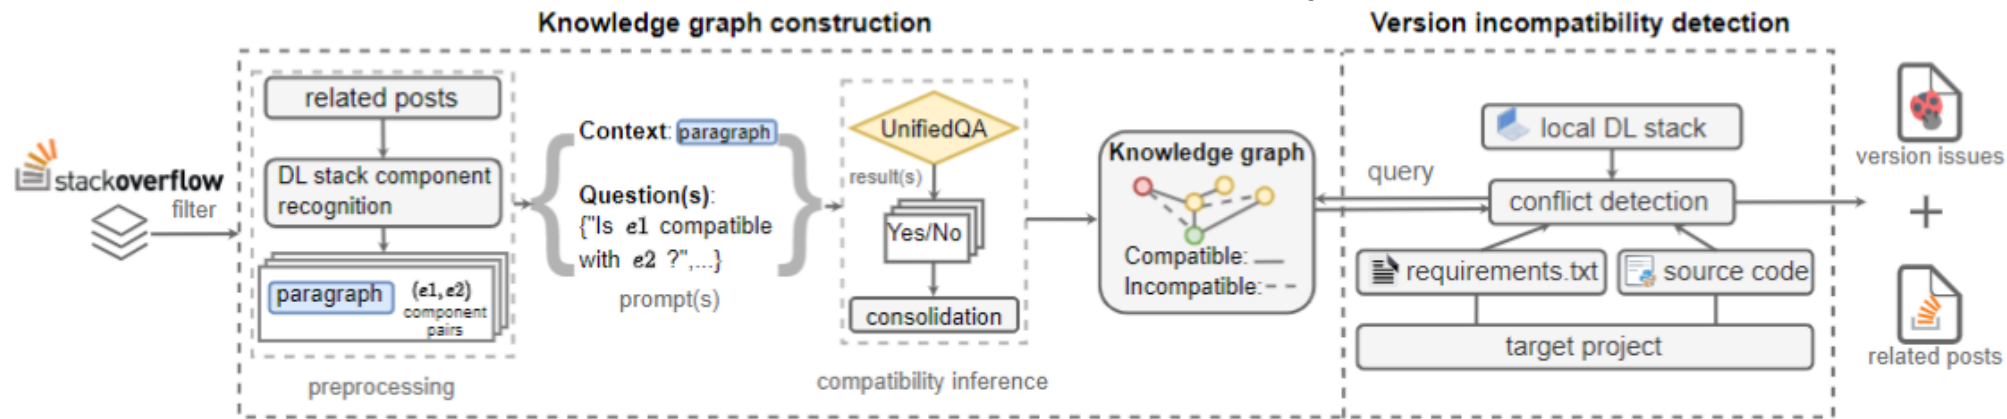 Knowledge graph construction
Version incompatibility detection
stackoverflow
filter
related posts
DL stack component
recognition
paragraph
(e1,e2)
component
pairs
preprocessing
Context: paragraph
Question(s):
{"Is e1 compatible
with e2 ?",...}
prompt(s)
UnifiedQA
result(s)
Yes/No
consolidation
compatibility inference
Knowledge graph
Compatible:
Incompatible:
query
local DL stack
conflict detection
requirements.txt
source code
target project
version issues
+
related posts